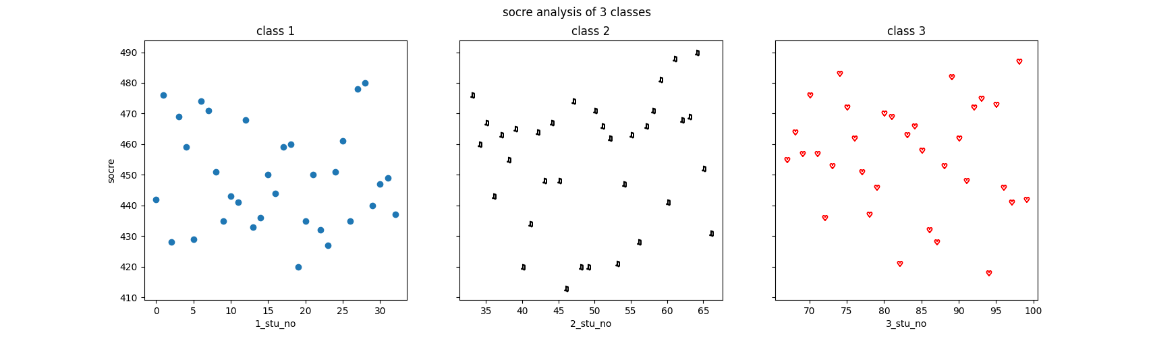 socre analysis of 3 classes
class 1
class 2
class 3
490
480
470
460
450
440
430
420
410
socre
0 5 10 15 20 25 30
35 40 45 50 55 60 65
70 75 80 85 90 95 100
1_stu_no
2_stu_no
3_stu_no